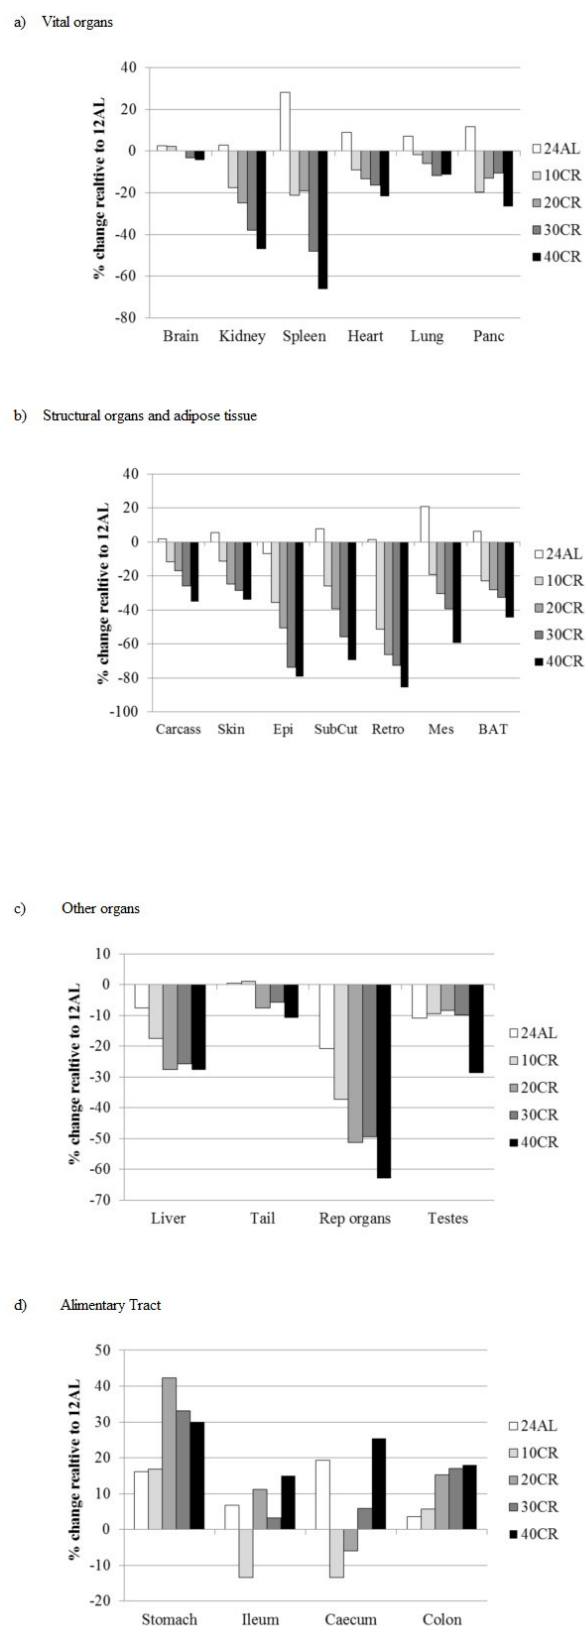 a) Vital organs
% change realtive to 12AL
40
20
0
-20
-40
-60
-80
Brain Kidney Spleen Heart Lung Panc
24AL
10CR
20CR
30CR
40CR
b) Structural organs and adipose tissue
% change realtive to 12AL
40
20
0
-20
-40
-60
-80
-100
Carcass Skin Epi SubCut Retro Mes BAT
24AL
10CR
20CR
30CR
40CR
c) Other organs
% change realtive to 12AL
10
0
-10
-20
-30
-40
-50
-60
-70
Liver Tail Rep organs Testes
24AL
10CR
20CR
30CR
40CR
d) Alimentary Tract
% change realtive to 12AL
50
40
30
20
10
0
-10
-20
Stomach Ileum Caecum Colon
24AL
10CR
20CR
30CR
40CR